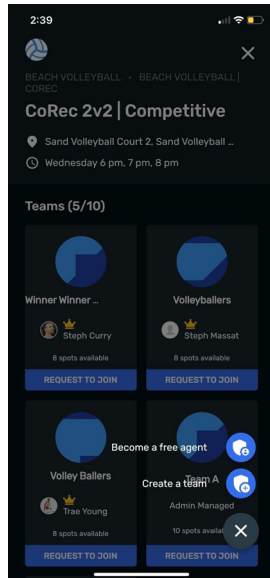 2:39
BEACH VOLLEYBALL • BEACH VOLLEYBALL |
COREC
CoRec 2v2 | Competitive
Sand Volleyball Court 2, Sand Volleyball ...
Wednesday 6 pm, 7 pm, 8 pm
Teams (5/10)
Winner Winner ...
Steph Curry
8 spots available
REQUEST TO JOIN
Volleyballers
Steph Massat
8 spots available
REQUEST TO JOIN
Volley Ballers
Trae Young
8 spots available
REQUEST TO JOIN
Team A
Admin Managed
10 spots availa
REQUEST TO JOIN
Become a free agent
Create a team